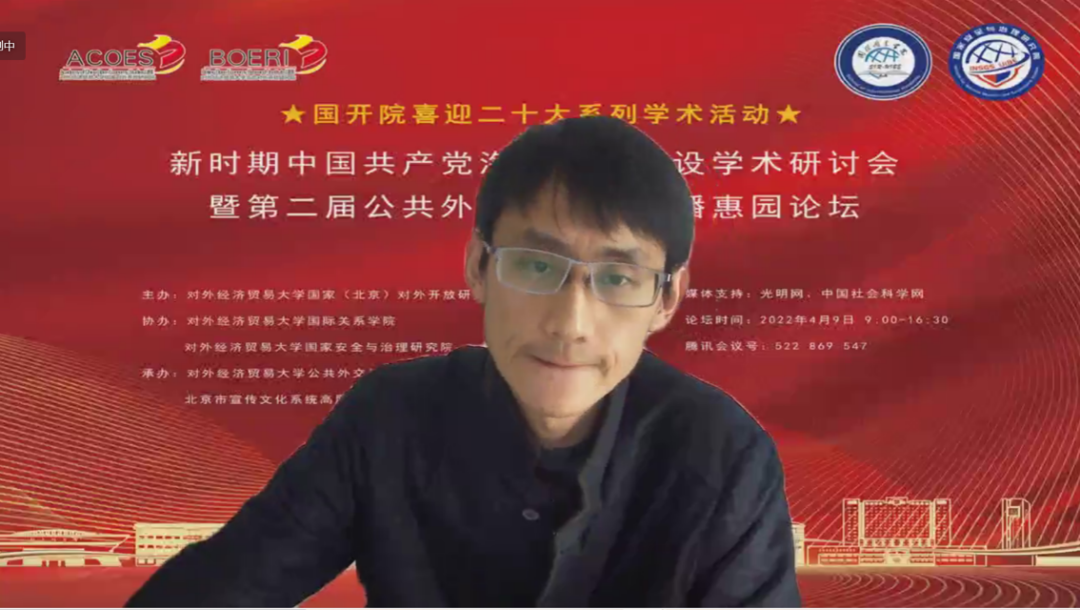 制中
ACOES
BOERI
★国开院喜迎二十大系列学术活动★
新时期中国共产党 设学术研讨会
暨第二届公共外 播惠园论坛
主办：对外经济贸易大学国家（北京）对外开放研
协办：对外经济贸易大学国际关系学院
对外经济贸易大学国家安全与治理研究院
承办：对外经济贸易大学公共外交
北京市宣传文化系统高
媒体支持：光明网、中国社会科学网
论坛时间：2022年4月9日 9:00-16:30
腾讯会议号：522 869 547